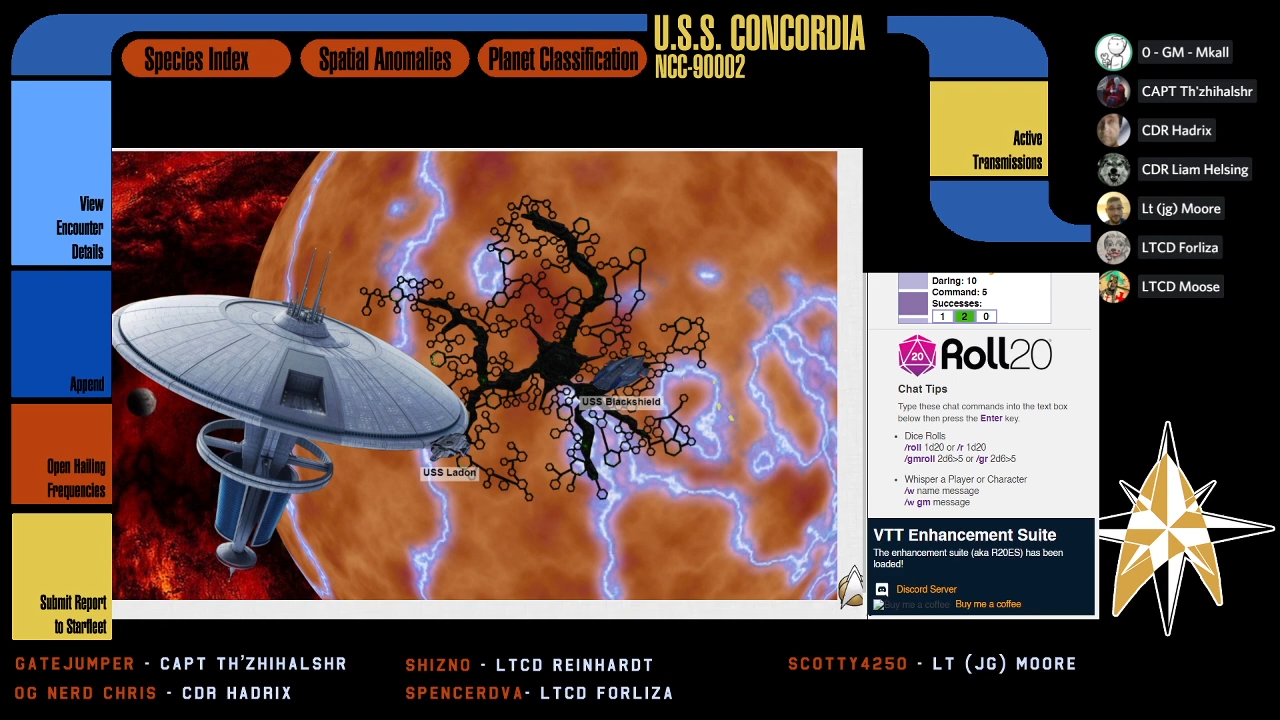 Species Index
Spatial Anomalies
Planet Classification
U.S.S. CONCORDIA
NCC-90002
View
Encounter
Details
Append
Open Hailing
Frequencies
Submit Report
to Starfleet
Active
Transmissions
0 - GM - Mkall
CAPT Th'zhihalshr
CDR Hadrix
CDR Liam Helsing
Lt (jg) Moore
LTCD Forliza
LTCD Moose
USS Blackshield
USS Ladon
Daring: 10
Command: 5
Successes:
1 2 0
20 Roll20
Chat Tips
Type these chat commands into the text box
below then press the Enter key.
• Dice Rolls
/roll 1d20 or /r 1d20
/gmroll 2d6>5 or /gr 2d6>5
• Whisper a Player or Character
/w name message
/w gm message
VTT Enhancement Suite
The enhancement suite (aka R20ES) has been
loaded!
Discord Server
Buy me a coffee Buy me a coffee
GATEJUMPER - CAPT TH'ZHIHALSHR
SHIZNO - LTCD REINHARDT
SCOTTY4250 - LT (JG) MOORE
OG NERD CHRIS - CDR HADRIX
SPENCERDVA- LTCD FORLIZA